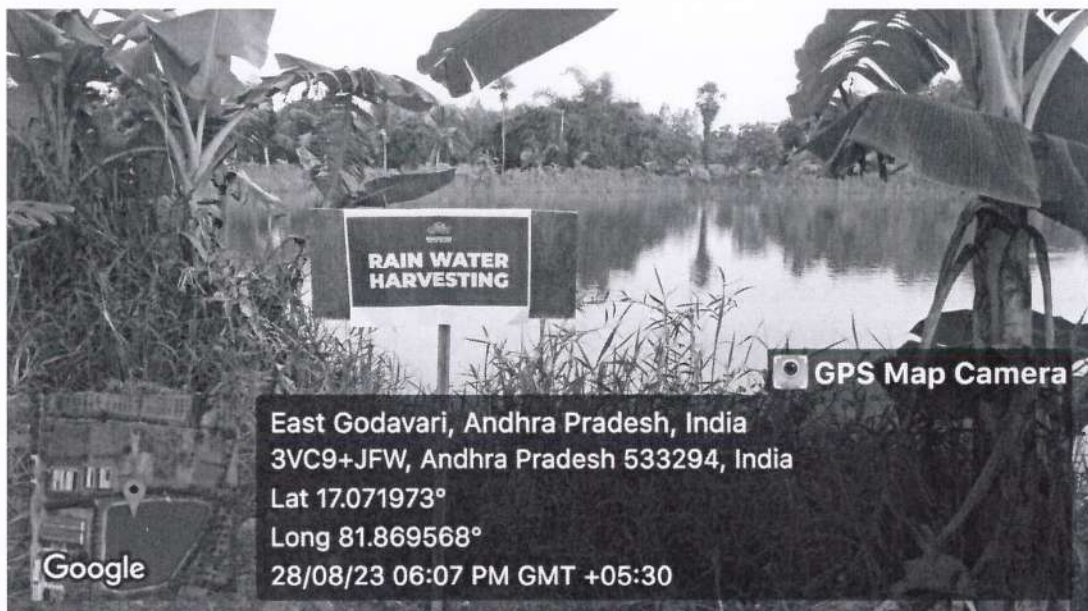 RAIN WATER
HARVESTING
GPS Map Camera
East Godavari, Andhra Pradesh, India
3VC9+JFW, Andhra Pradesh 533294, India
Lat 17.071973°
Long 81.869568°
28/08/23 06:07 PM GMT +05:30
Google